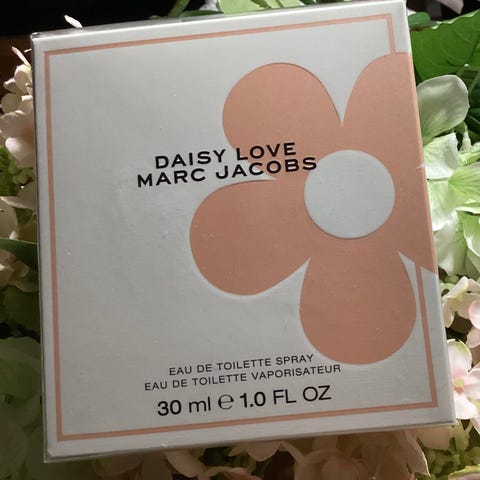 DAISY LOVE
MARC JACOBS
EAU DE TOILETTE SPRAY
EAU DE TOILETTE VAPORISATEUR
30 ml ℮ 1.0 FL OZ